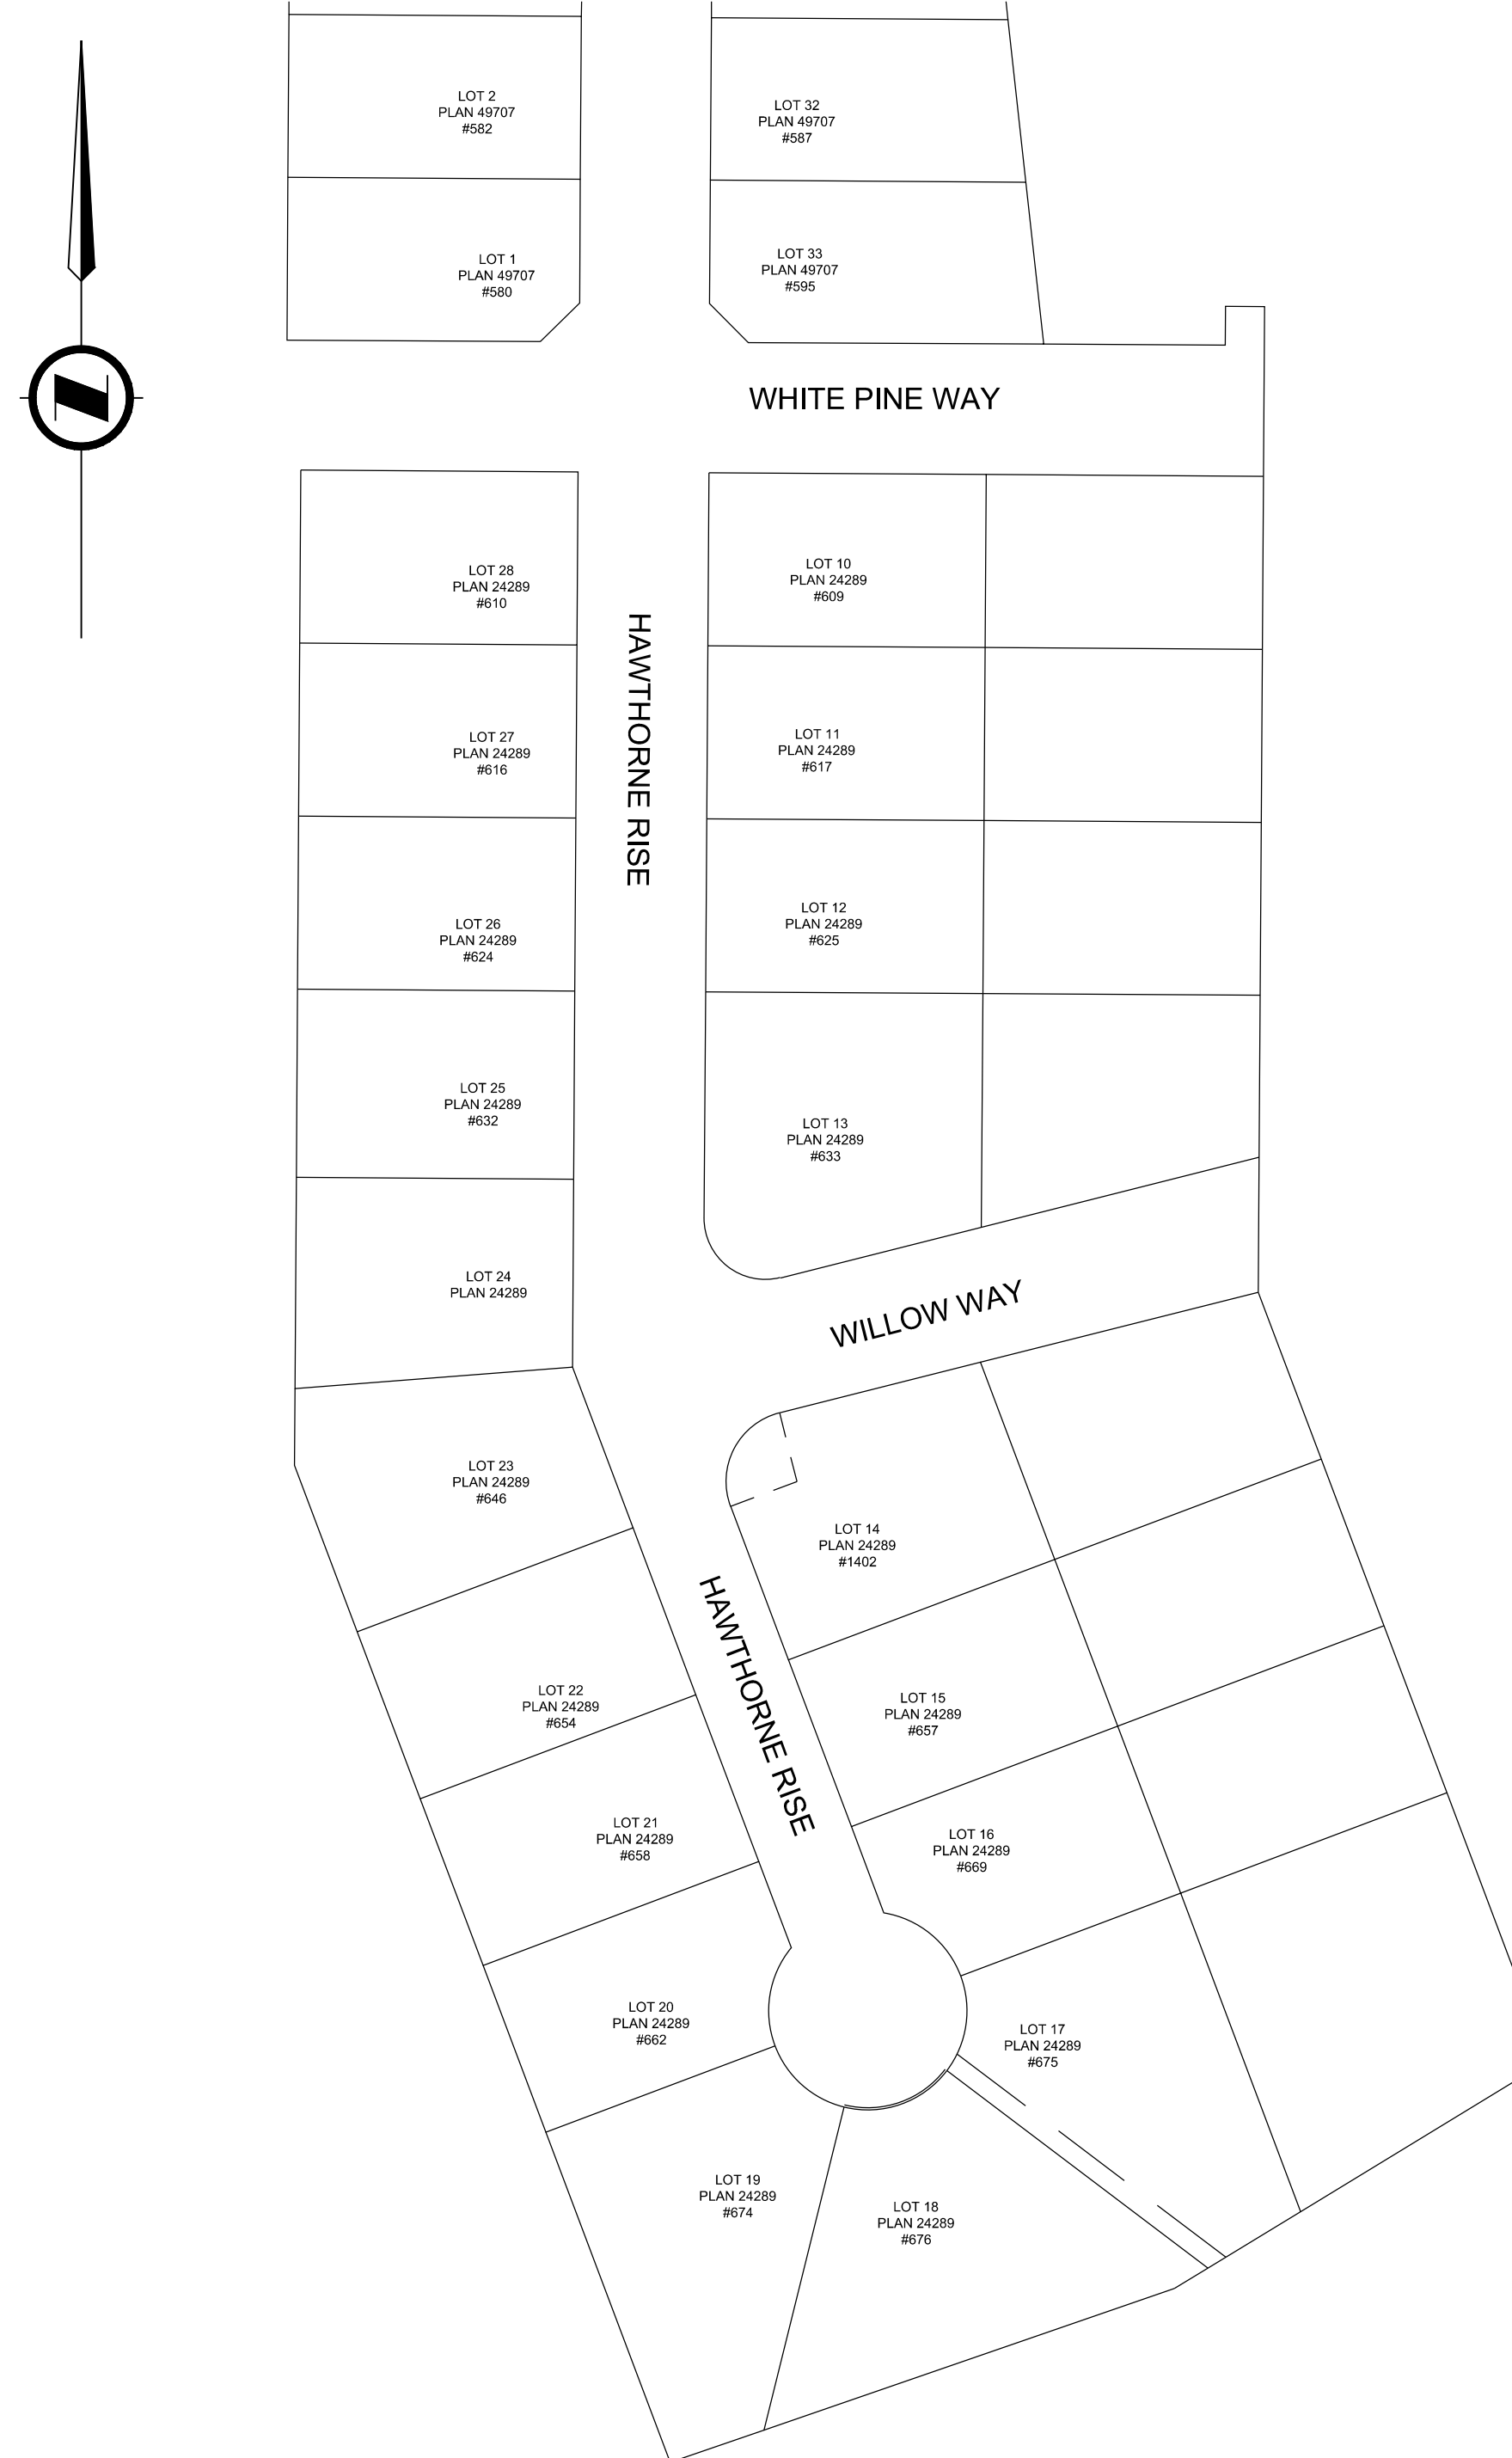 LOT 2
PLAN 49707
#582
LOT 32
PLAN 49707
#587
LOT 1
PLAN 49707
#580
LOT 33
PLAN 49707
#595
WHITE PINE WAY
LOT 28
PLAN 24289
#610
LOT 10
PLAN 24289
#609
HAWTHORNE RISE
LOT 27
PLAN 24289
#616
LOT 11
PLAN 24289
#617
LOT 26
PLAN 24289
#624
LOT 12
PLAN 24289
#625
LOT 25
PLAN 24289
#632
LOT 13
PLAN 24289
#633
LOT 24
PLAN 24289
WILLOW WAY
LOT 23
PLAN 24289
#646
LOT 14
PLAN 24289
#1402
HAWTHORNE RISE
LOT 22
PLAN 24289
#654
LOT 15
PLAN 24289
#657
LOT 21
PLAN 24289
#658
LOT 16
PLAN 24289
#669
LOT 20
PLAN 24289
#662
LOT 17
PLAN 24289
#675
LOT 19
PLAN 24289
#674
LOT 18
PLAN 24289
#676